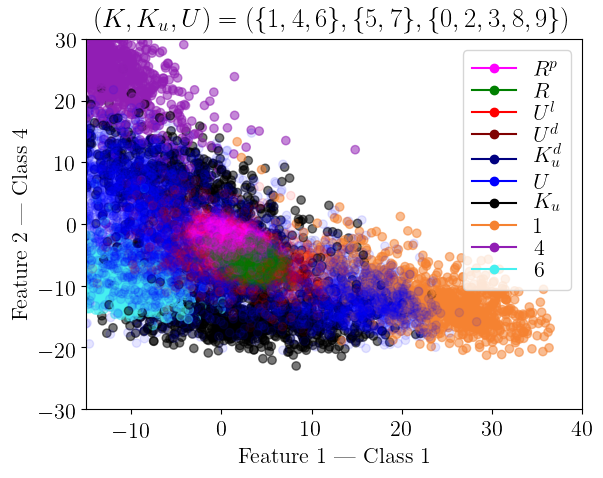 (K, K_u, U) = ({1, 4, 6}, {5, 7}, {0, 2, 3, 8, 9})
30
20
10
0
−10
−20
−30
Feature 2 — Class 4
R^p
R
U^l
U^d
K_u^d
U
K_u
1
4
6
−10 0 10 20 30 40
Feature 1 — Class 1